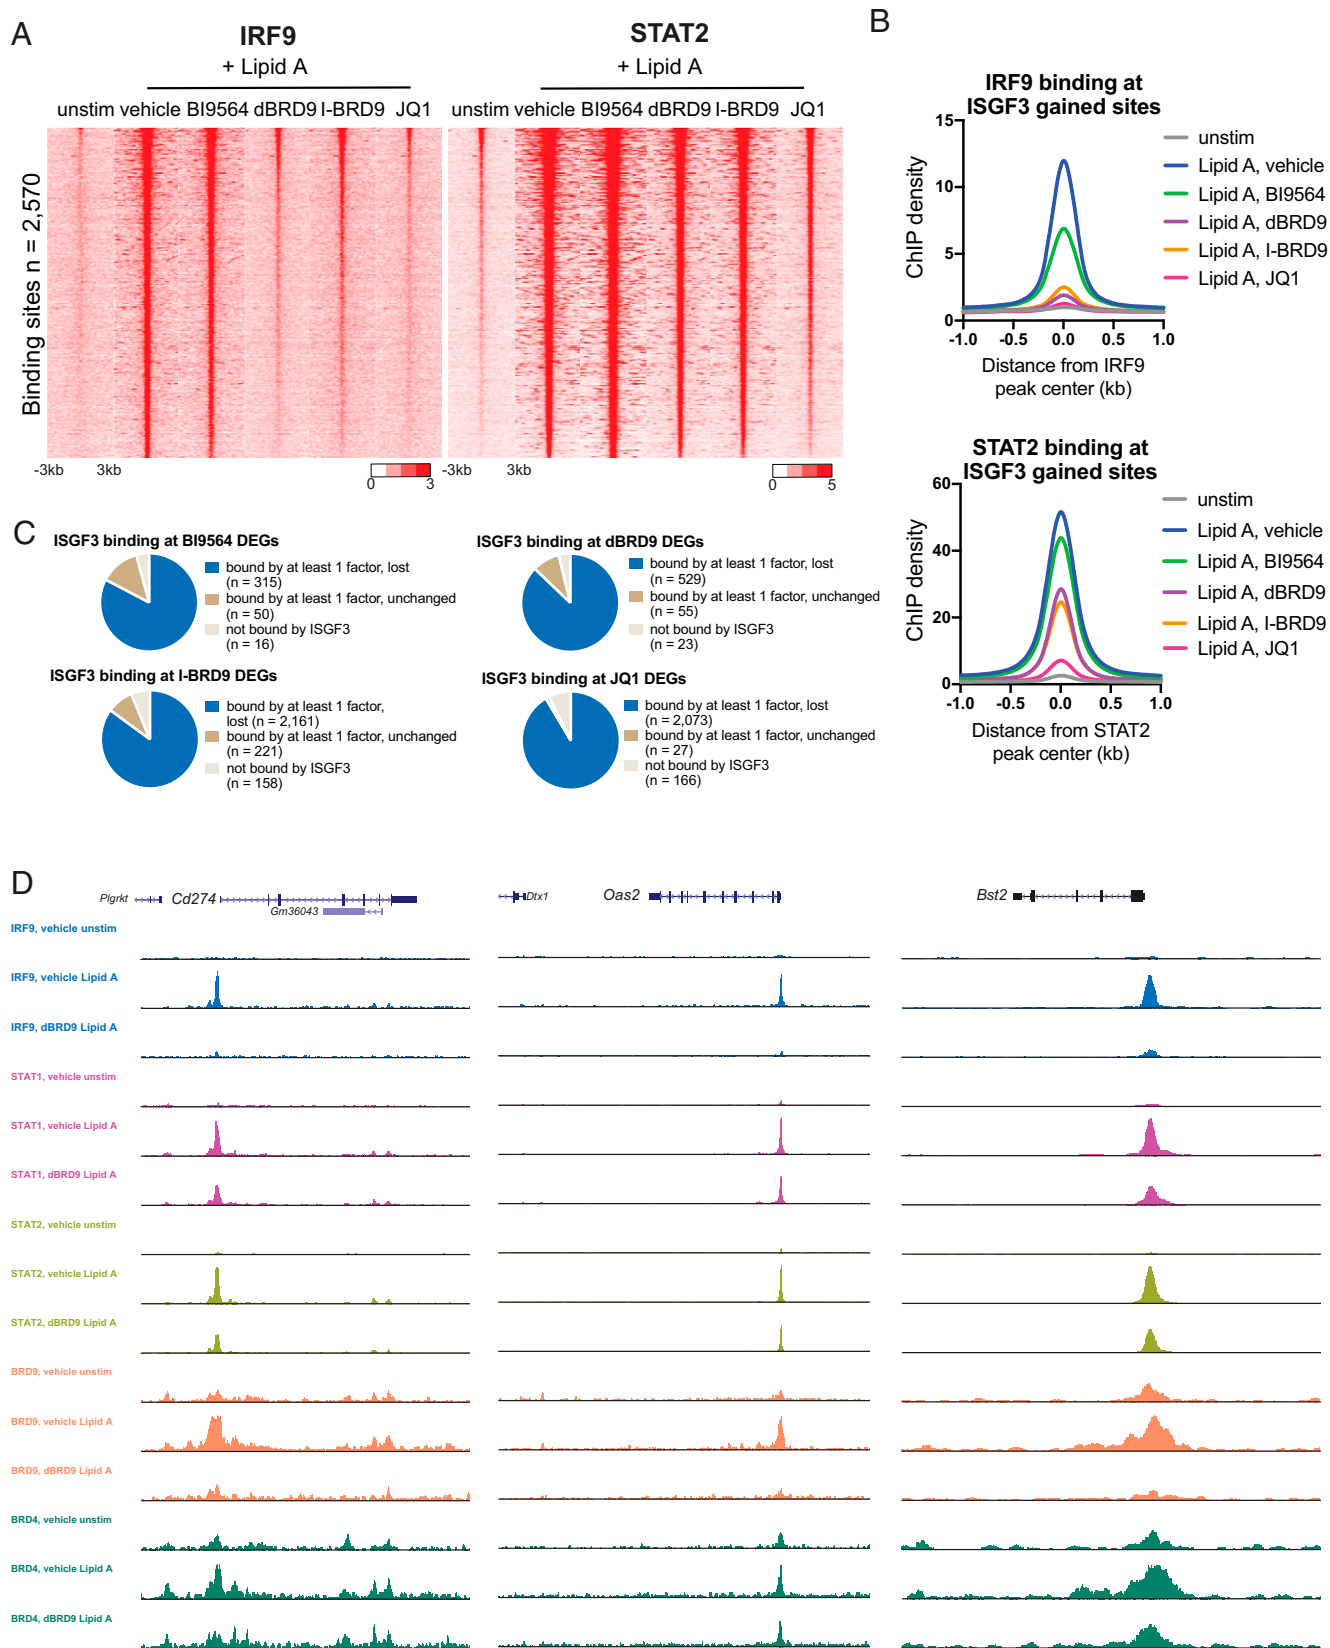 A
IRF9
+ Lipid A
unstim vehicle BI9564 dBRD9 I-BRD9 JQ1
STAT2
+ Lipid A
unstim vehicle BI9564 dBRD9 I-BRD9 JQ1
Binding sites n = 2,570
-3kb 3kb
0 3
-3kb 3kb
0 5
B
IRF9 binding at
ISGF3 gained sites
15
10
5
0
ChIP density
-1.0 -0.5 0.0 0.5 1.0
Distance from IRF9
peak center (kb)
unstim
Lipid A, vehicle
Lipid A, BI9564
Lipid A, dBRD9
Lipid A, I-BRD9
Lipid A, JQ1
STAT2 binding at
ISGF3 gained sites
60
40
20
0
ChIP density
-1.0 -0.5 0.0 0.5 1.0
Distance from STAT2
peak center (kb)
unstim
Lipid A, vehicle
Lipid A, BI9564
Lipid A, dBRD9
Lipid A, I-BRD9
Lipid A, JQ1
C
ISGF3 binding at BI9564 DEGs
bound by at least 1 factor, lost
(n = 315)
bound by at least 1 factor, unchanged
(n = 50)
not bound by ISGF3
(n = 16)
ISGF3 binding at dBRD9 DEGs
bound by at least 1 factor, lost
(n = 529)
bound by at least 1 factor, unchanged
(n = 55)
not bound by ISGF3
(n = 23)
ISGF3 binding at I-BRD9 DEGs
bound by at least 1 factor,
lost (n = 2,161)
bound by at least 1 factor, unchanged
(n = 221)
not bound by ISGF3
(n = 158)
ISGF3 binding at JQ1 DEGs
bound by at least 1 factor, lost
(n = 2,073)
bound by at least 1 factor, unchanged
(n = 27)
not bound by ISGF3
(n = 166)
D
Plgrkt Cd274
Gm36043
Dtx1 Oas2
Bst2
IRF9, vehicle unstim
IRF9, vehicle Lipid A
IRF9, dBRD9 Lipid A
STAT1, vehicle unstim
STAT1, vehicle Lipid A
STAT1, dBRD9 Lipid A
STAT2, vehicle unstim
STAT2, vehicle Lipid A
STAT2, dBRD9 Lipid A
BRD9, vehicle unstim
BRD9, vehicle Lipid A
BRD9, dBRD9 Lipid A
BRD4, vehicle unstim
BRD4, vehicle Lipid A
BRD4, dBRD9 Lipid A